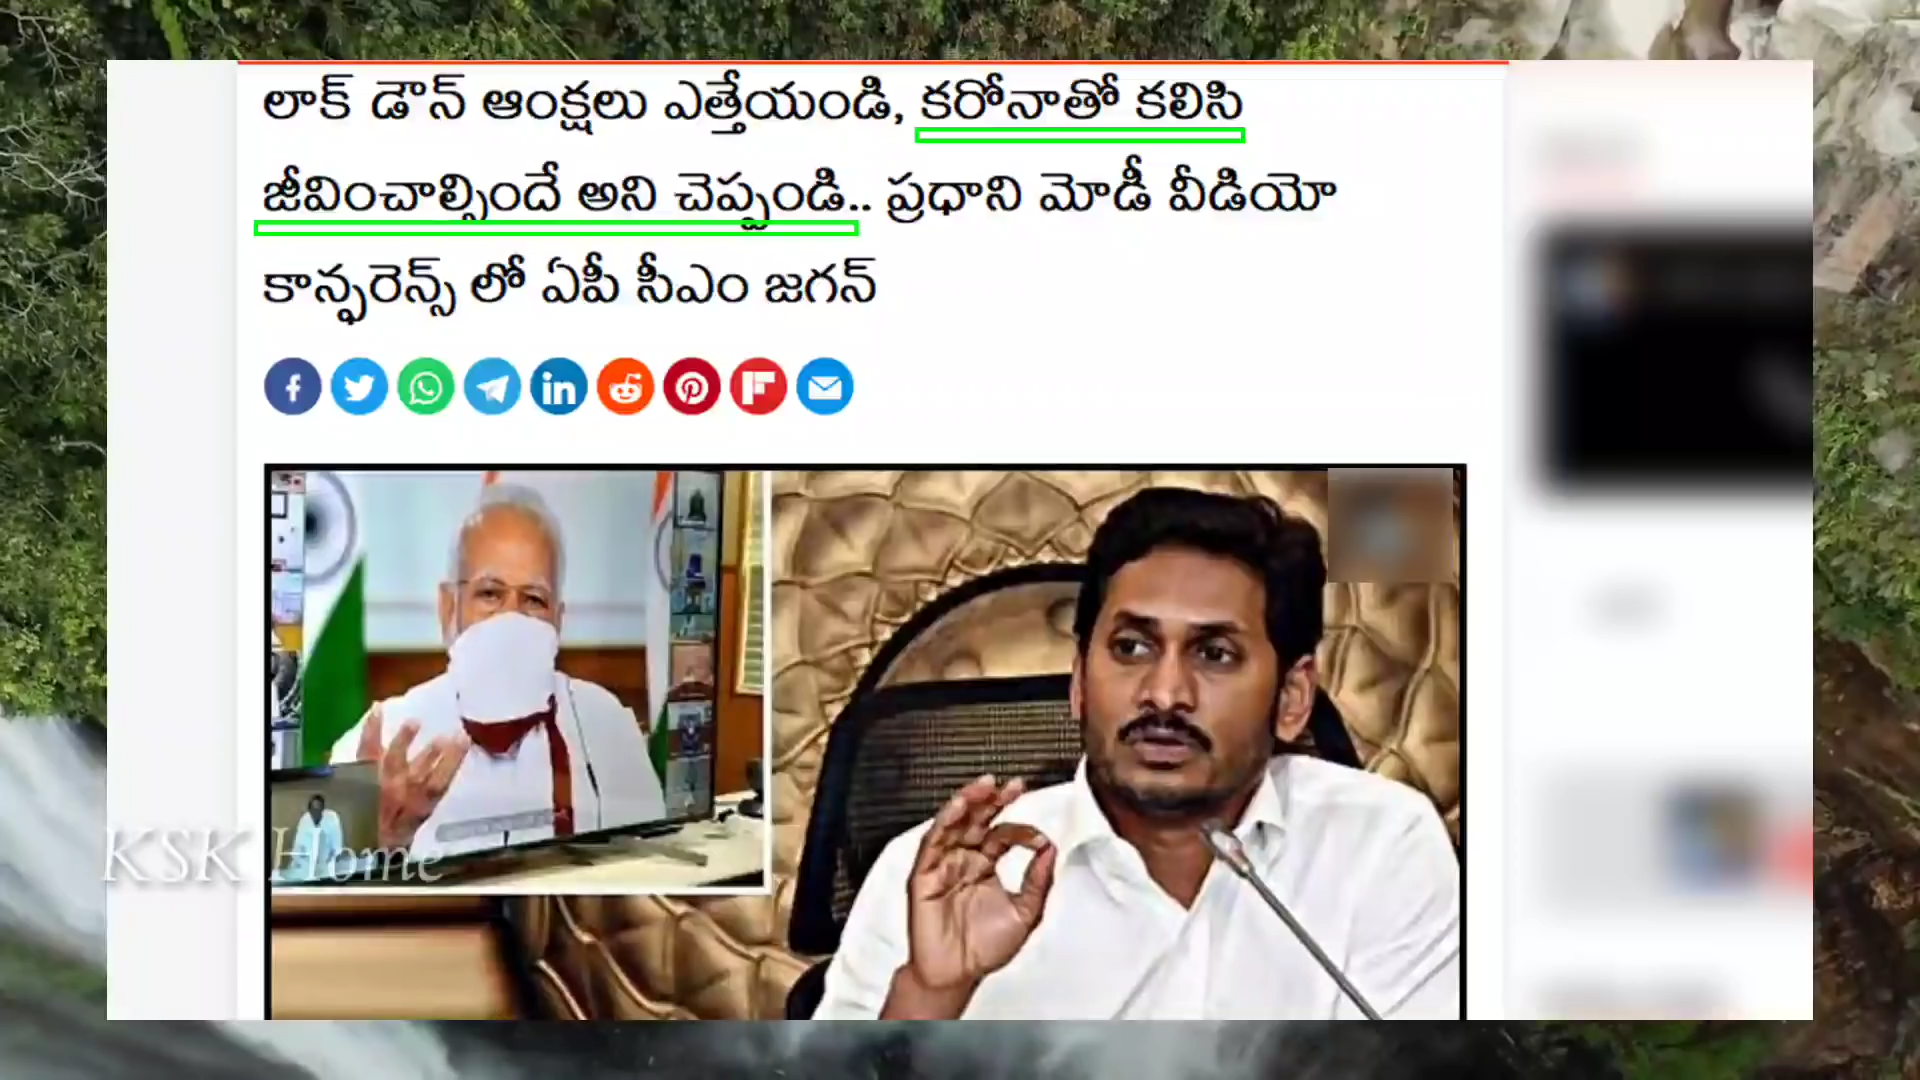 లాక్ డౌన్ ఆంక్షలు ఎత్తేయండి, కరోనాతో కలిసి
జీవించాల్సిందే అని చెప్పండి.. ప్రధాని మోడీ వీడియో
కాన్ఫరెన్స్ లో ఏపీ సీఎం జగన్
KSK Home